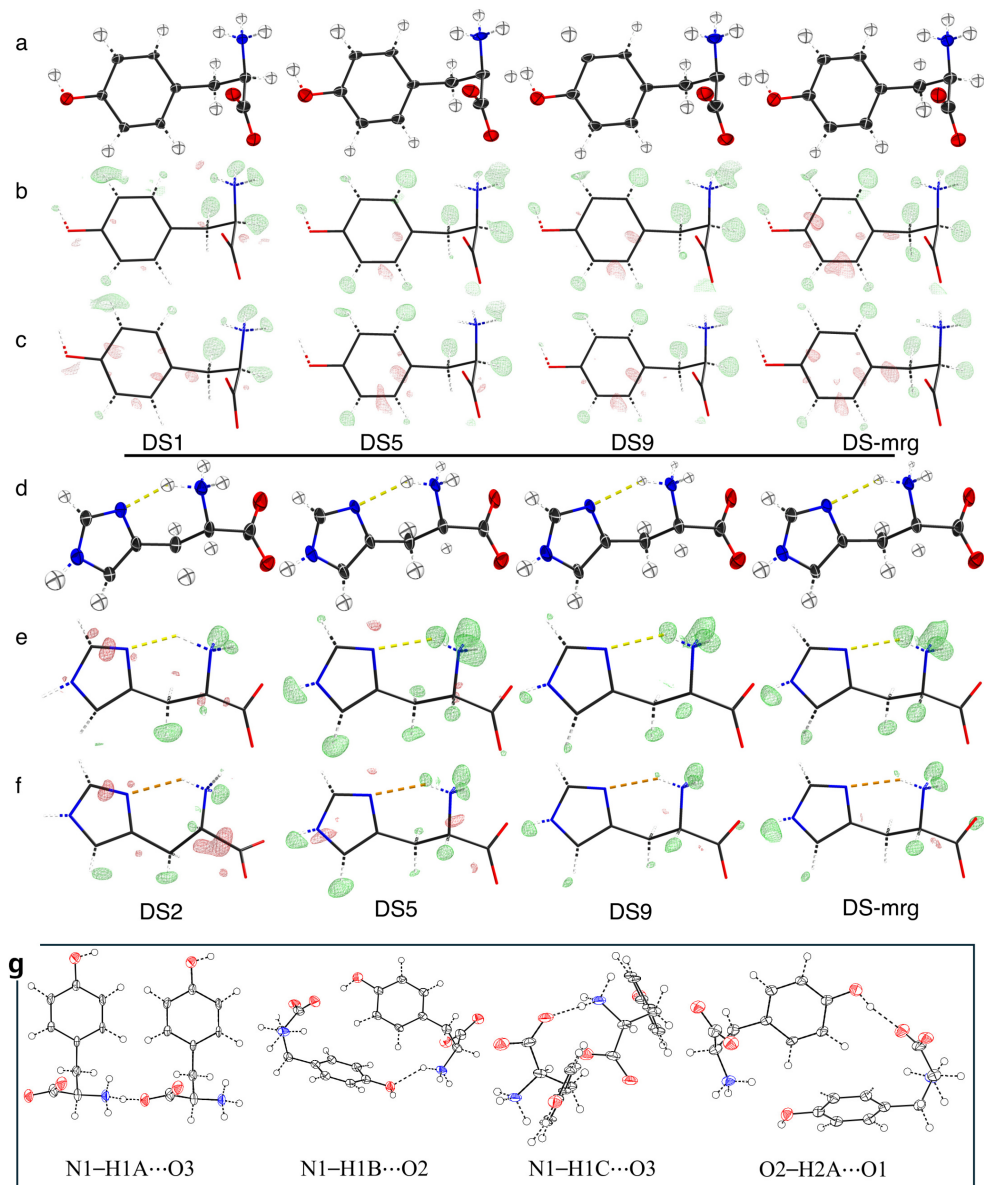 a
b
c
DS1 DS5 DS9 DS-mrg
d
e
f
DS2 DS5 DS9 DS-mrg
g
N1–H1A···O3 N1–H1B···O2 N1–H1C···O3 O2–H2A···O1